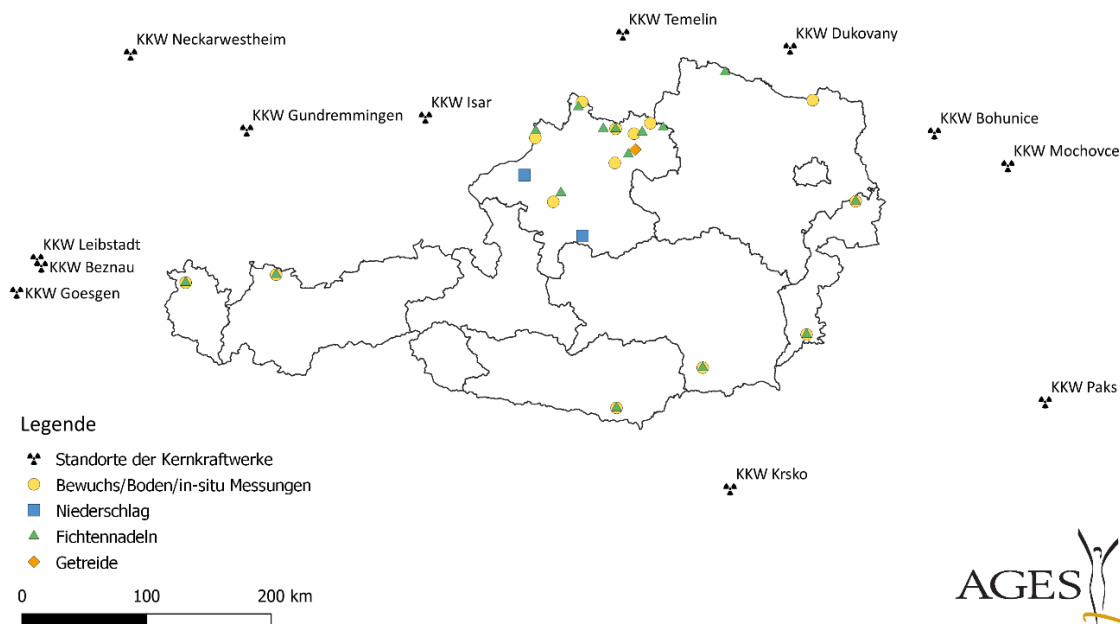 KKW Temelin
KKW Dukovany
KKW Neckarwestheim
KKW Isar
KKW Gundremmingen
KKW Bohunice
KKW Mochovce
KKW Leibstadt
KKW Beznau
KKW Goesgen
KKW Paks
KKW Krsko
Legende
Standorte der Kernkraftwerke
Bewuchs/Boden/in-situ Messungen
Niederschlag
Fichtennadeln
Getreide
0 100 200 km
AGES